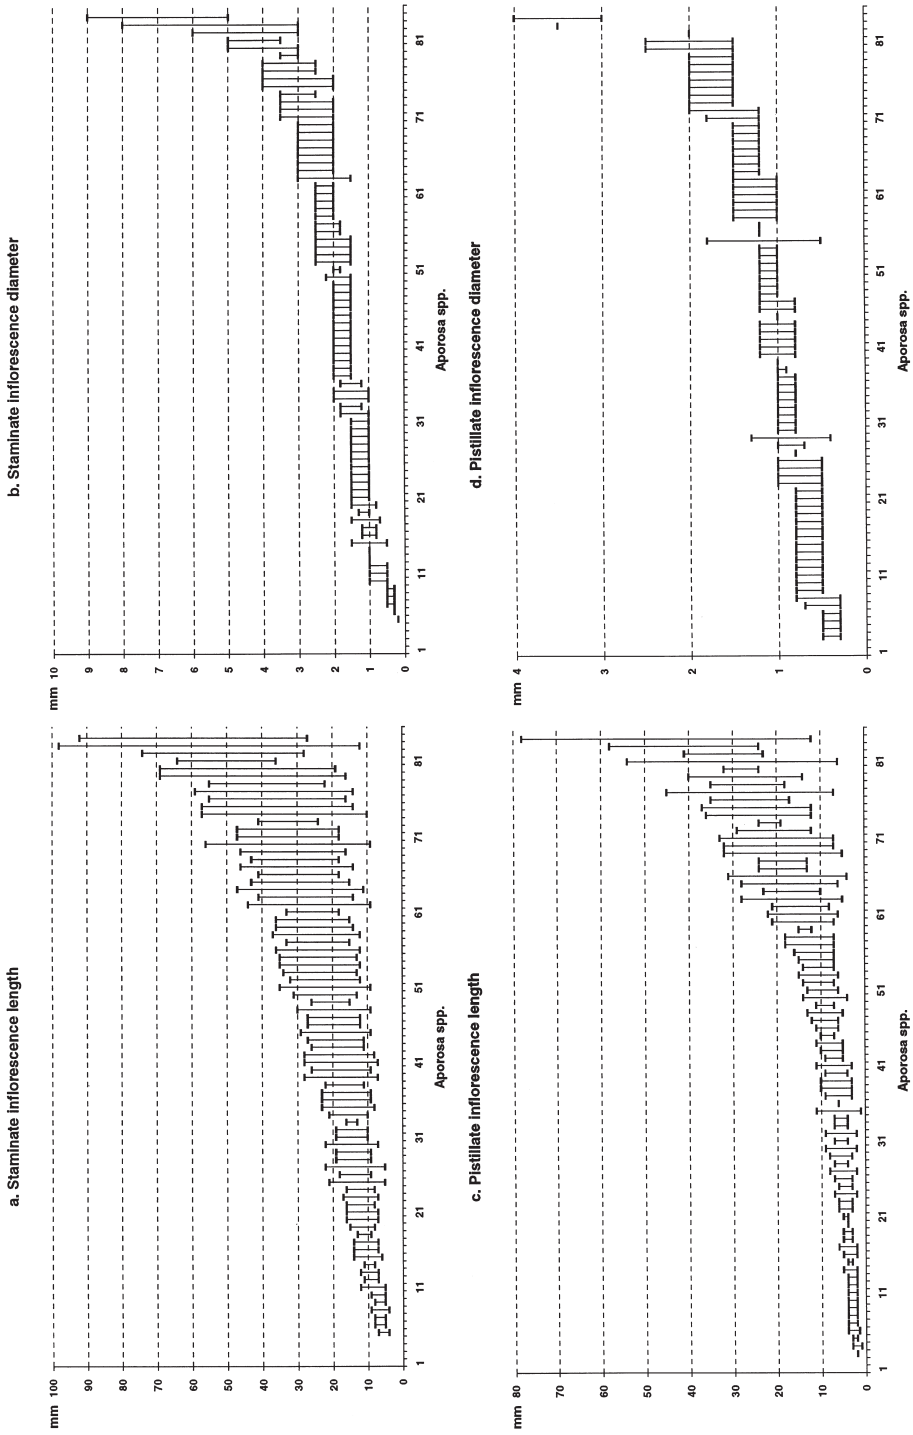 a. Staminate inflorescence length
mm
100
90
80
70
60
50
40
30
20
10
0
1 11 21 31 41 51 61 71 81
Aporosa spp.
b. Staminate inflorescence diameter
mm
10
9
8
7
6
5
4
3
2
1
0
1 11 21 31 41 51 61 71 81
Aporosa spp.
c. Pistillate inflorescence length
mm
80
70
60
50
40
30
20
10
0
1 11 21 31 41 51 61 71 81
Aporosa spp.
d. Pistillate inflorescence diameter
mm
4
3
2
1
0
1 11 21 31 41 51 61 71 81
Aporosa spp.